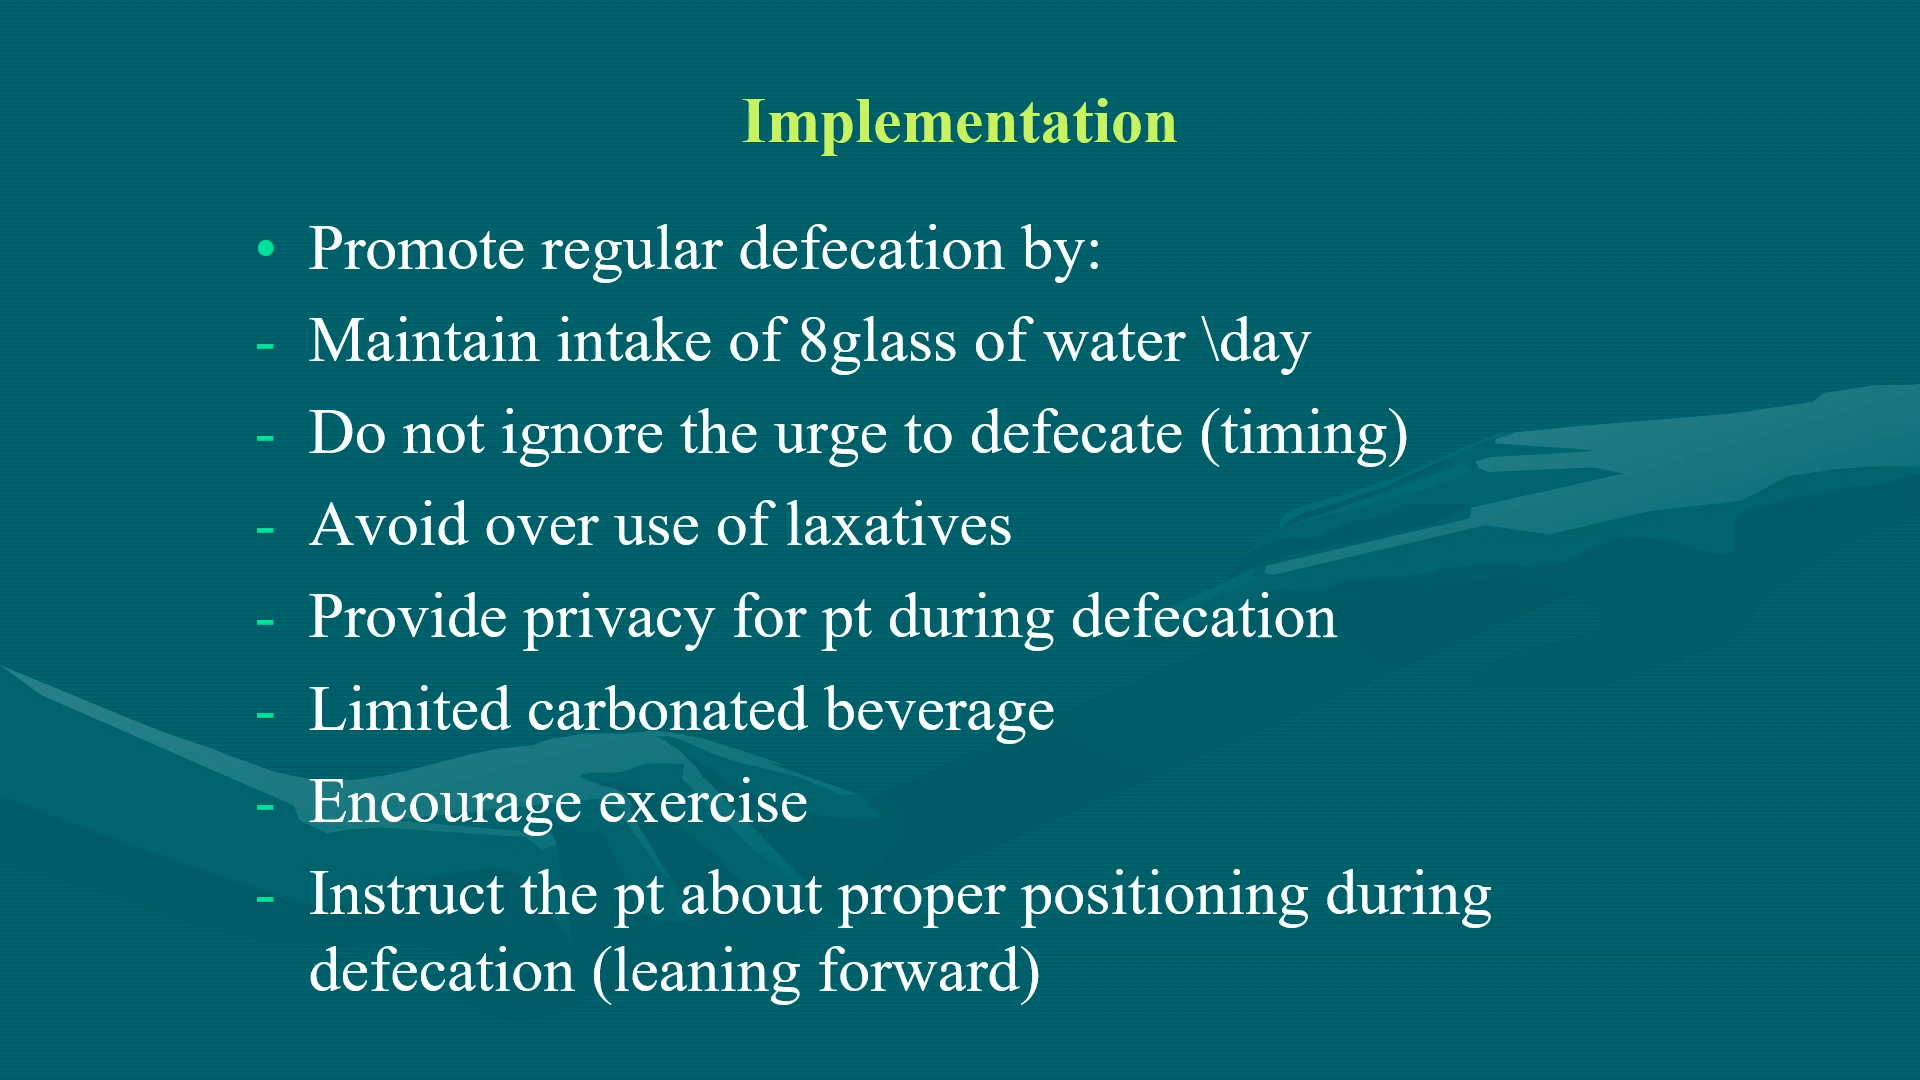 Implementation
• Promote regular defecation by:
- Maintain intake of 8glass of water \day
- Do not ignore the urge to defecate (timing)
- Avoid over use of laxatives
- Provide privacy for pt during defecation
- Limited carbonated beverage
- Encourage exercise
- Instruct the pt about proper positioning during
defecation (leaning forward)